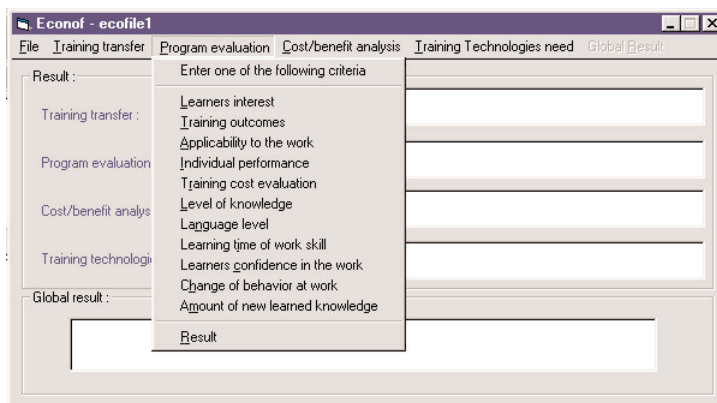 Econof - ecofile1
File Training transfer Program evaluation Cost/benefit analysis Training Technologies need Global Result
Enter one of the following criteria
Learners interest
Training outcomes
Applicability to the work
Individual performance
Training cost evaluation
Level of knowledge
Language level
Learning time of work skill
Learners confidence in the work
Change of behavior at work
Amount of new learned knowledge
Result
Result :
Training transfer :
Program evaluation
Cost/benefit analys
Training technologi
Global result :